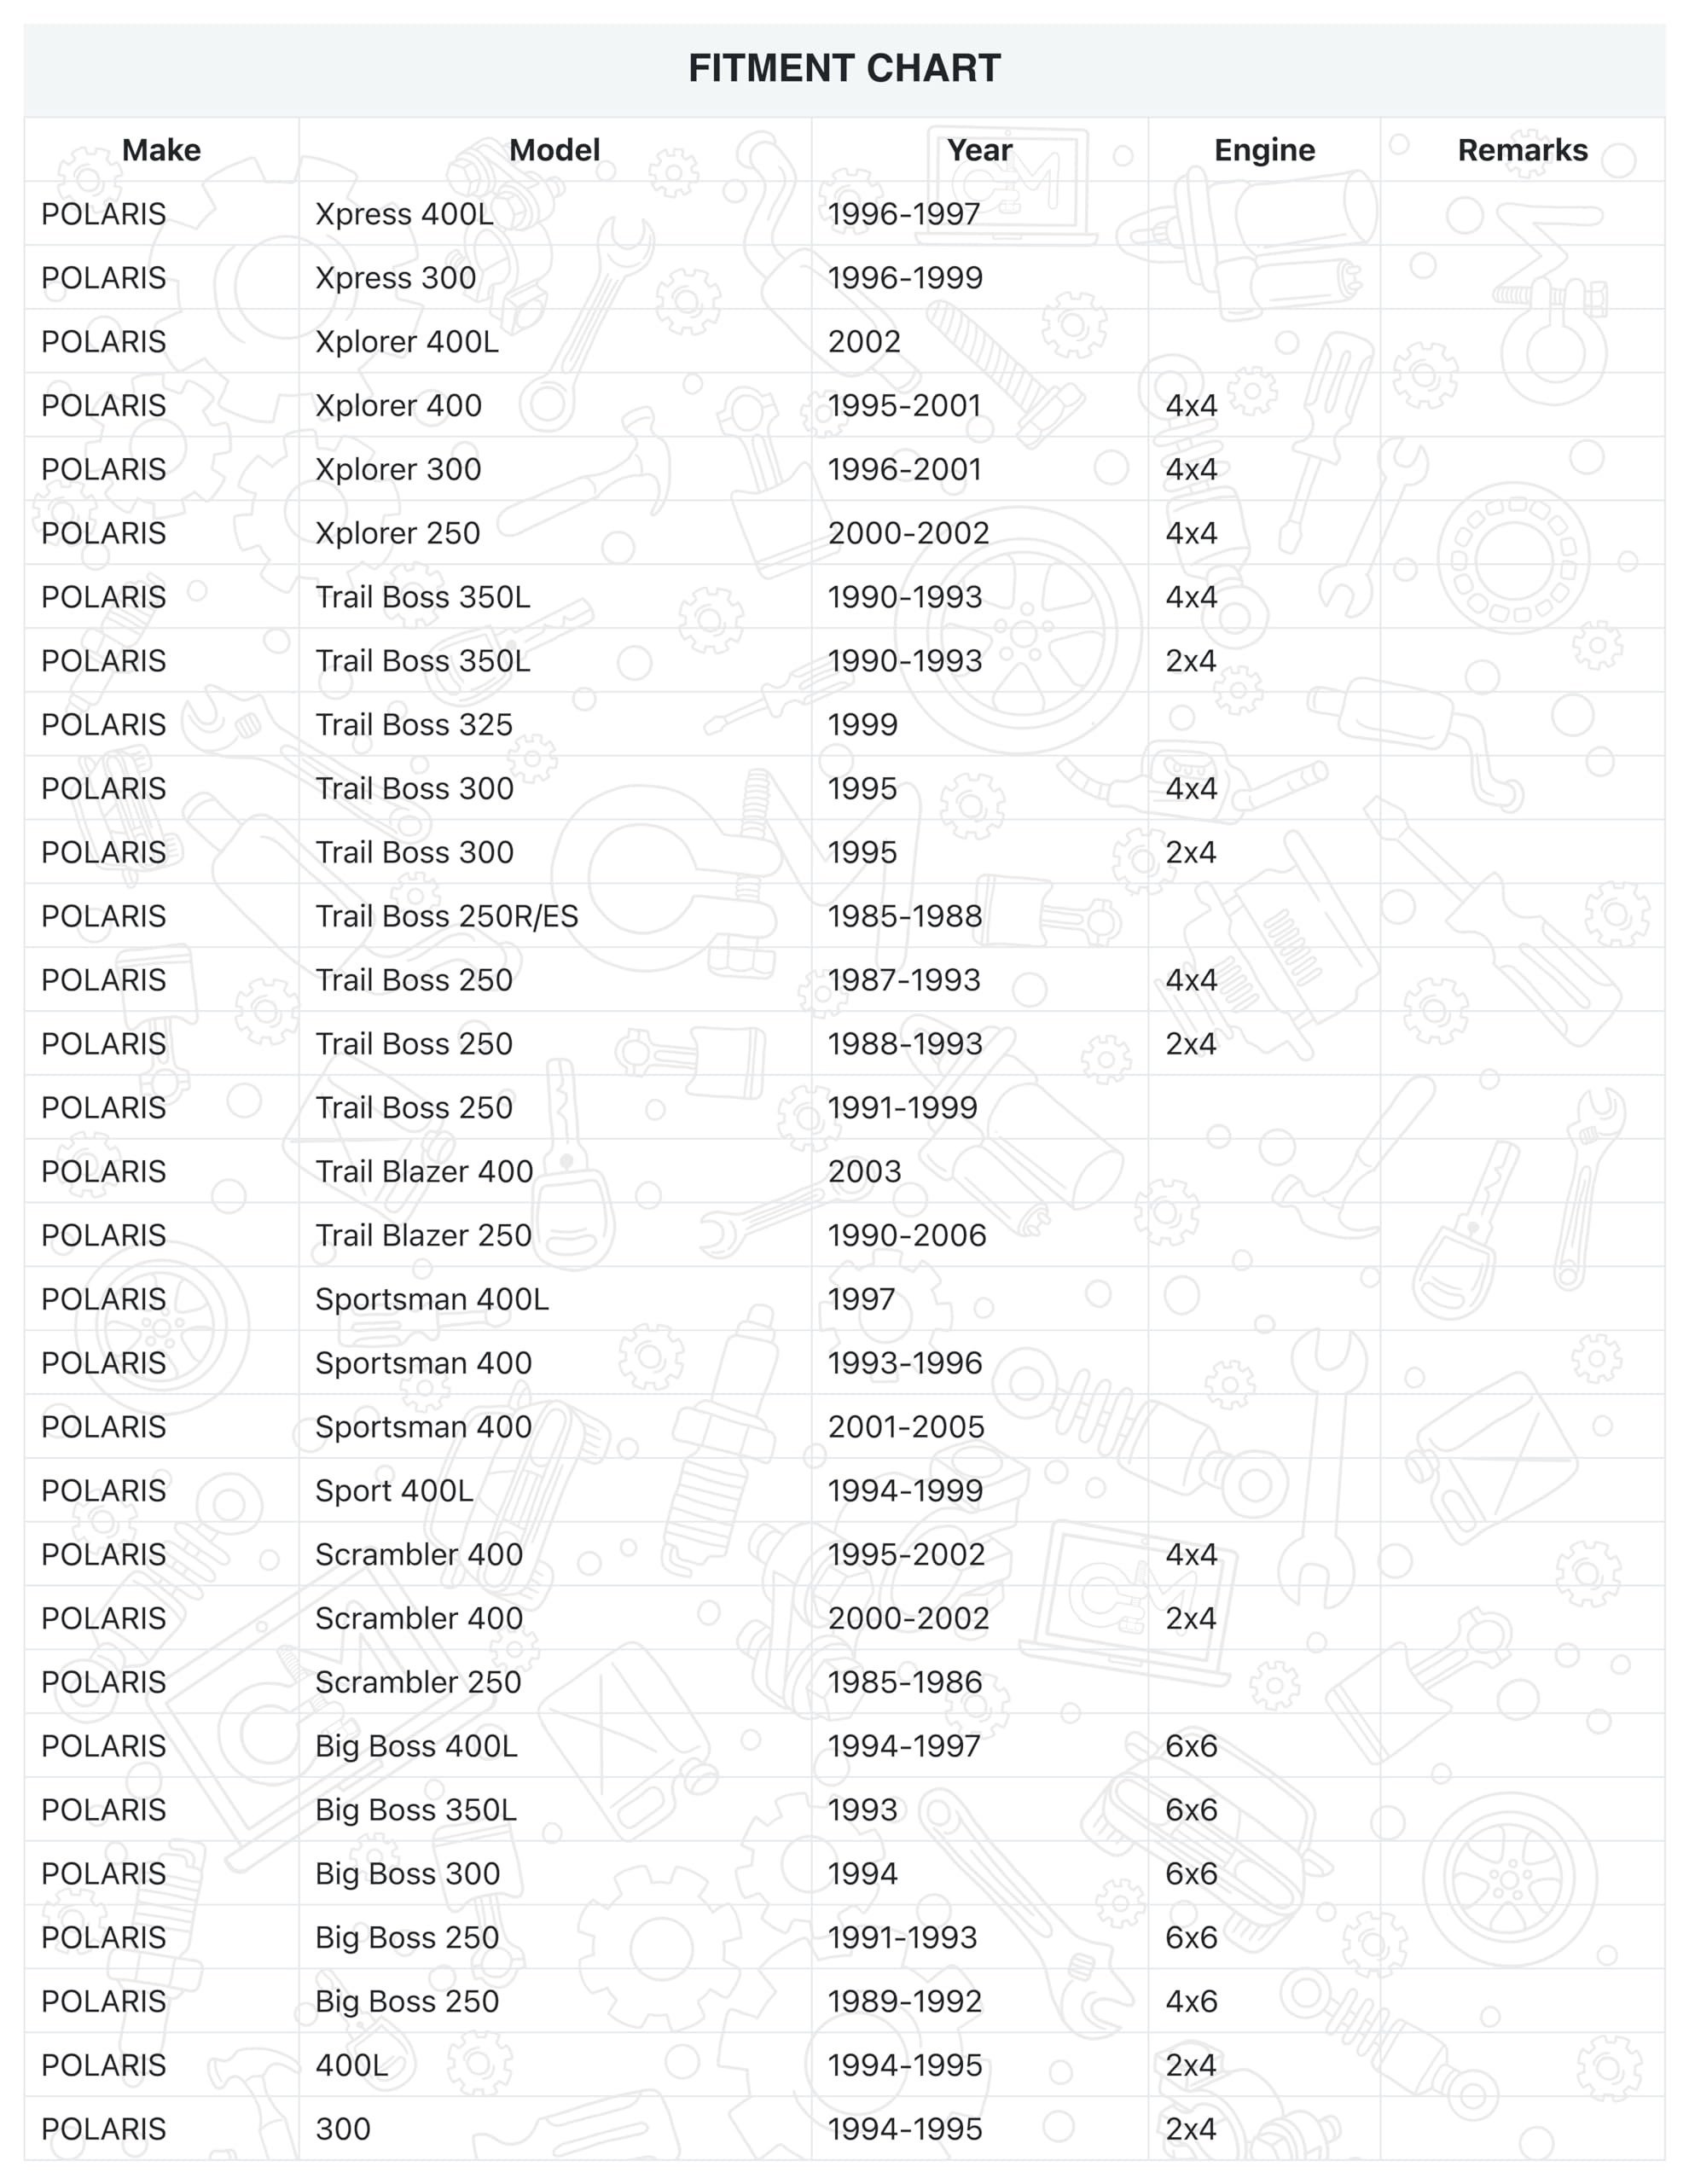 FITMENT CHART
Make Model Year Engine Remarks
POLARIS Xpress 400L 1996-1997
POLARIS Xpress 300 1996-1999
POLARIS Xplorer 400L 2002
POLARIS Xplorer 400 1995-2001 4x4
POLARIS Xplorer 300 1996-2001 4x4
POLARIS Xplorer 250 2000-2002 4x4
POLARIS Trail Boss 350L 1990-1993 4x4
POLARIS Trail Boss 350L 1990-1993 2x4
POLARIS Trail Boss 325 1999
POLARIS Trail Boss 300 1995 4x4
POLARIS Trail Boss 300 1995 2x4
POLARIS Trail Boss 250R/ES 1985-1988
POLARIS Trail Boss 250 1987-1993 4x4
POLARIS Trail Boss 250 1988-1993 2x4
POLARIS Trail Boss 250 1991-1999
POLARIS Trail Blazer 400 2003
POLARIS Trail Blazer 250 1990-2006
POLARIS Sportsman 400L 1997
POLARIS Sportsman 400 1993-1996
POLARIS Sportsman 400 2001-2005
POLARIS Sport 400L 1994-1999
POLARIS Scrambler 400 1995-2002 4x4
POLARIS Scrambler 400 2000-2002 2x4
POLARIS Scrambler 250 1985-1986
POLARIS Big Boss 400L 1994-1997 6x6
POLARIS Big Boss 350L 1993 6x6
POLARIS Big Boss 300 1994 6x6
POLARIS Big Boss 250 1991-1993 6x6
POLARIS Big Boss 250 1989-1992 4x6
POLARIS 400L 1994-1995 2x4
POLARIS 300 1994-1995 2x4